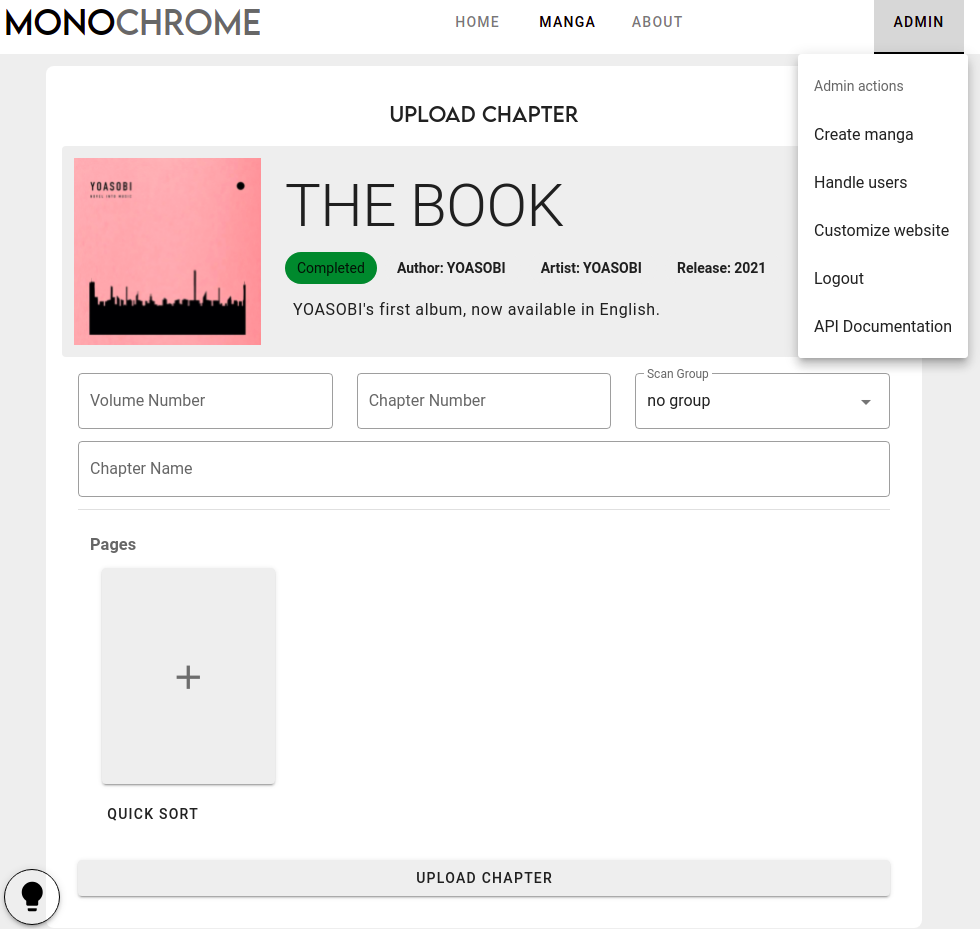 MONOCHROME
HOME MANGA ABOUT ADMIN
Admin actions
Create manga
Handle users
Customize website
Logout
API Documentation
UPLOAD CHAPTER
YOASOBI
THE BOOK
Completed Author: YOASOBI Artist: YOASOBI Release: 2021
YOASOBI's first album, now available in English.
Volume Number
Chapter Number
Scan Group
no group
Chapter Name
Pages
QUICK SORT
UPLOAD CHAPTER